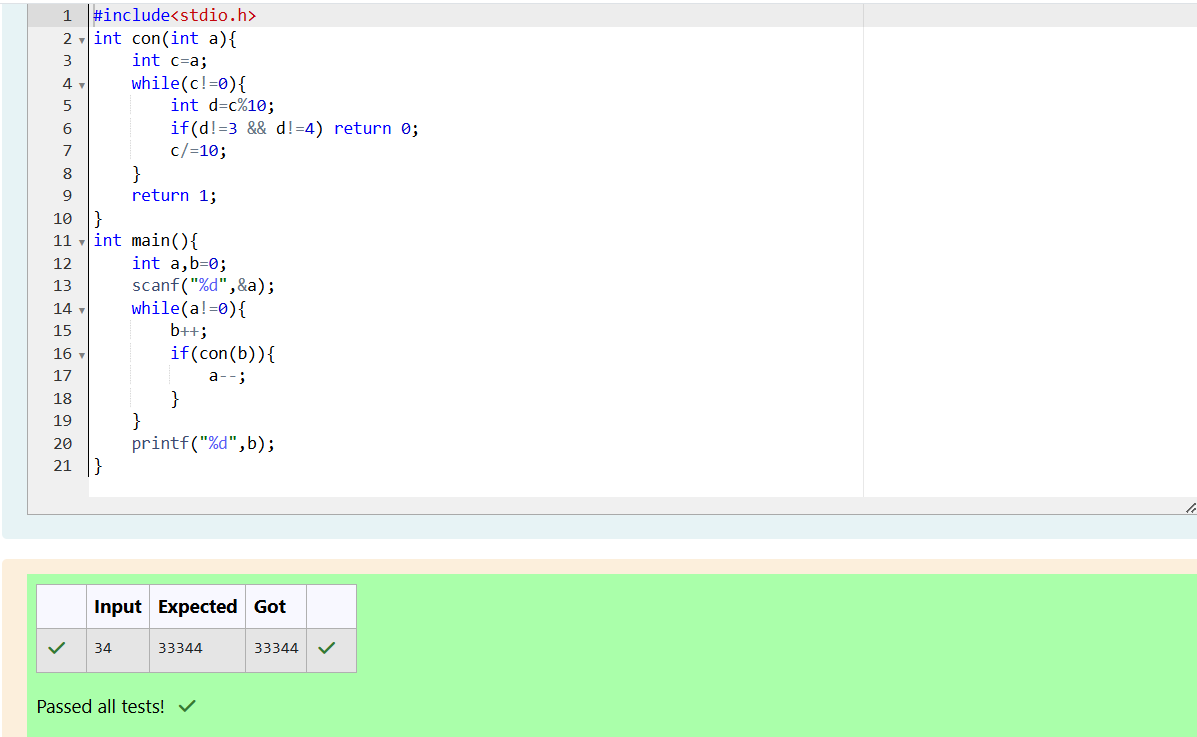 1 #include<stdio.h>
2 int con(int a){
3     int c=a;
4     while(c!=0){
5         int d=c%10;
6         if(d!=3 && d!=4) return 0;
7         c/=10;
8     }
9     return 1;
10 }
11 int main(){
12     int a,b=0;
13     scanf("%d",&a);
14     while(a!=0){
15         b++;
16         if(con(b)){
17             a--;
18         }
19     }
20     printf("%d",b);
21 }
Input Expected Got
34 33344 33344
Passed all tests!